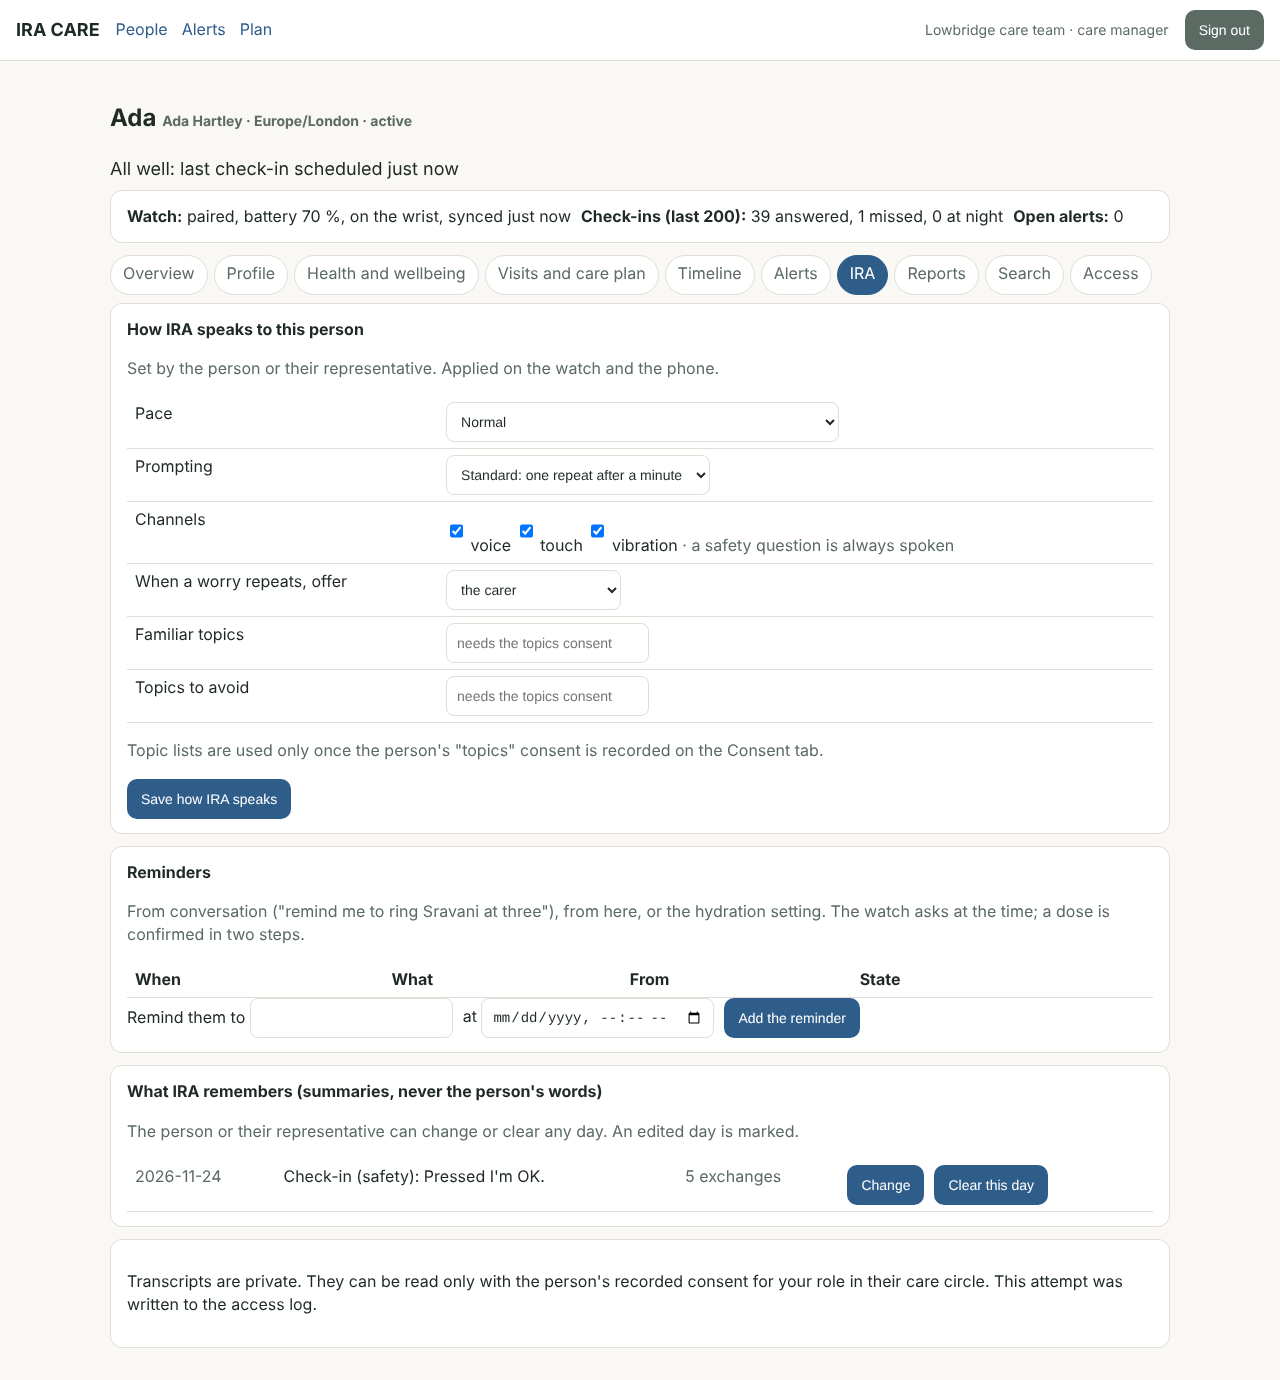 IRA CARE People Alerts Plan Lowbridge care team · care manager Sign out
Ada Ada Hartley · Europe/London · active
All well: last check-in scheduled just now
Watch: paired, battery 70 %, on the wrist, synced just now Check-ins (last 200): 39 answered, 1 missed, 0 at night Open alerts: 0
Overview Profile Health and wellbeing Visits and care plan Timeline Alerts IRA Reports Search Access
How IRA speaks to this person
Set by the person or their representative. Applied on the watch and the phone.
Pace Normal
Prompting Standard: one repeat after a minute
Channels voice touch vibration · a safety question is always spoken
When a worry repeats, offer the carer
Familiar topics needs the topics consent
Topics to avoid needs the topics consent
Topic lists are used only once the person's "topics" consent is recorded on the Consent tab.
Save how IRA speaks
Reminders
From conversation ("remind me to ring Sravani at three"), from here, or the hydration setting. The watch asks at the time; a dose is
confirmed in two steps.
When What From State
Remind them to at mm/dd/yyyy, --:-- -- Add the reminder
What IRA remembers (summaries, never the person's words)
The person or their representative can change or clear any day. An edited day is marked.
2026-11-24 Check-in (safety): Pressed I'm OK. 5 exchanges Change Clear this day
Transcripts are private. They can be read only with the person's recorded consent for your role in their care circle. This attempt was
written to the access log.